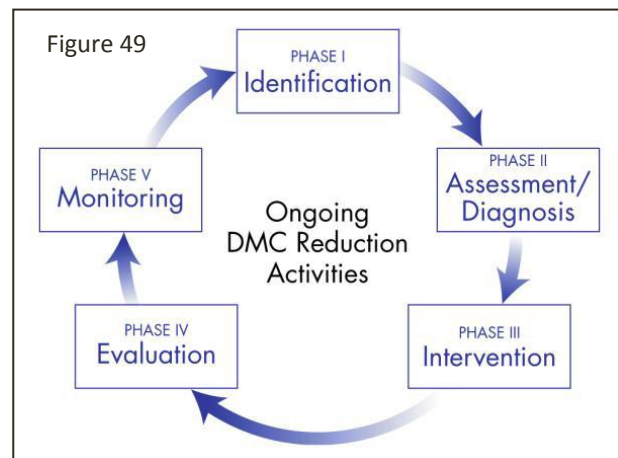 Figure 49
PHASE I
Identification
PHASE II
Assessment/
Diagnosis
PHASE III
Intervention
PHASE IV
Evaluation
PHASE V
Monitoring
Ongoing
DMC Reduction
Activities